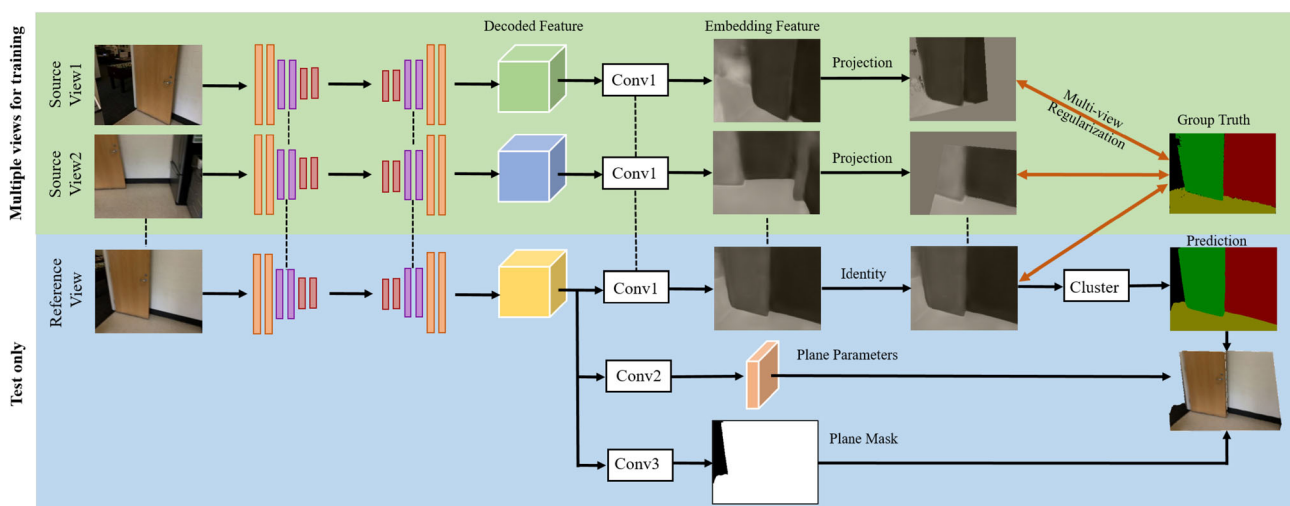 Multiple views for training
Test only
Source
View1
Source
View2
Reference
View
Decoded Feature
Embedding Feature
Conv1
Projection
Multi-view
Regularization
Group Truth
Conv1
Projection
Prediction
Conv1
Identity
Cluster
Plane Parameters
Conv2
Plane Mask
Conv3